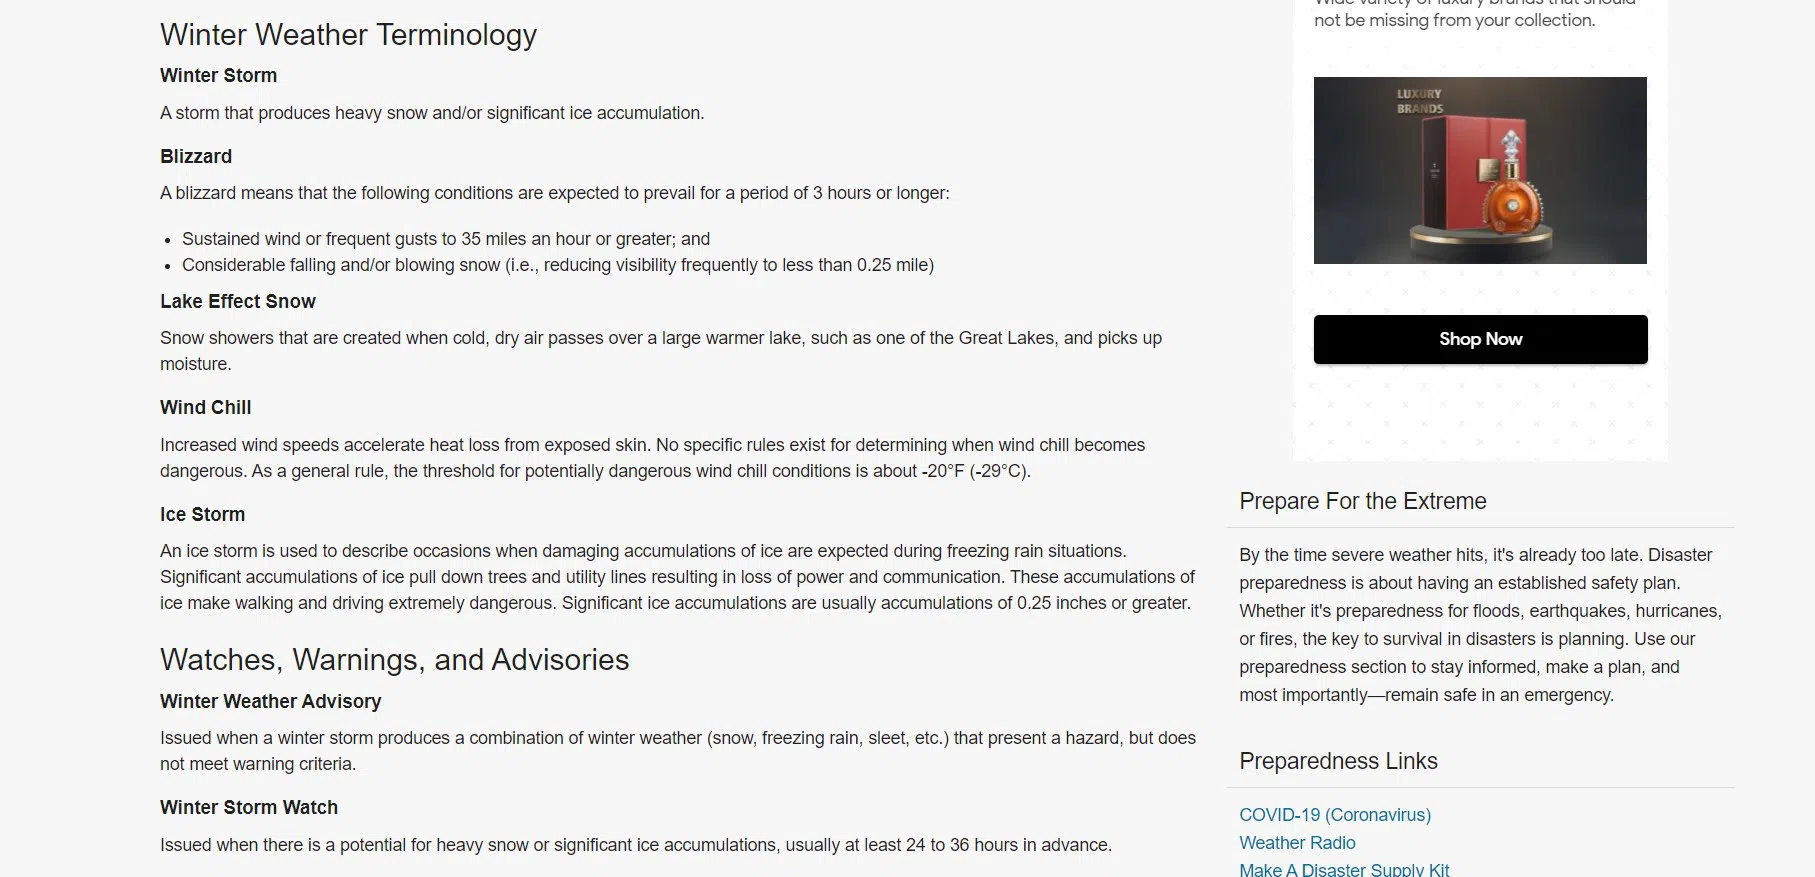 Winter Weather Terminology
Winter Storm
A storm that produces heavy snow and/or significant ice accumulation.
Blizzard
A blizzard means that the following conditions are expected to prevail for a period of 3 hours or longer:
• Sustained wind or frequent gusts to 35 miles an hour or greater; and
• Considerable falling and/or blowing snow (i.e., reducing visibility frequently to less than 0.25 mile)
Lake Effect Snow
Snow showers that are created when cold, dry air passes over a large warmer lake, such as one of the Great Lakes, and picks up
moisture.
Wind Chill
Increased wind speeds accelerate heat loss from exposed skin. No specific rules exist for determining when wind chill becomes
dangerous. As a general rule, the threshold for potentially dangerous wind chill conditions is about -20°F (-29°C).
Ice Storm
An ice storm is used to describe occasions when damaging accumulations of ice are expected during freezing rain situations.
Significant accumulations of ice pull down trees and utility lines resulting in loss of power and communication. These accumulations of
ice make walking and driving extremely dangerous. Significant ice accumulations are usually accumulations of 0.25 inches or greater.
Watches, Warnings, and Advisories
Winter Weather Advisory
Issued when a winter storm produces a combination of winter weather (snow, freezing rain, sleet, etc.) that present a hazard, but does
not meet warning criteria.
Winter Storm Watch
Issued when there is a potential for heavy snow or significant ice accumulations, usually at least 24 to 36 hours in advance.
Wide variety of luxury brands that should
not be missing from your collection.
LUXURY
BRANDS
Shop Now
Prepare For the Extreme
By the time severe weather hits, it's already too late. Disaster
preparedness is about having an established safety plan.
Whether it's preparedness for floods, earthquakes, hurricanes,
or fires, the key to survival in disasters is planning. Use our
preparedness section to stay informed, make a plan, and
most importantly—remain safe in an emergency.
Preparedness Links
COVID-19 (Coronavirus)
Weather Radio
Make A Disaster Supply Kit